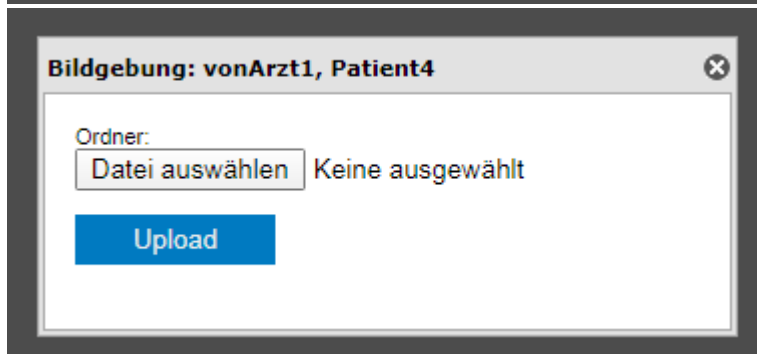 Bildgebung: vonArzt1, Patient4
Ordner:
Datei auswählen Keine ausgewählt
Upload